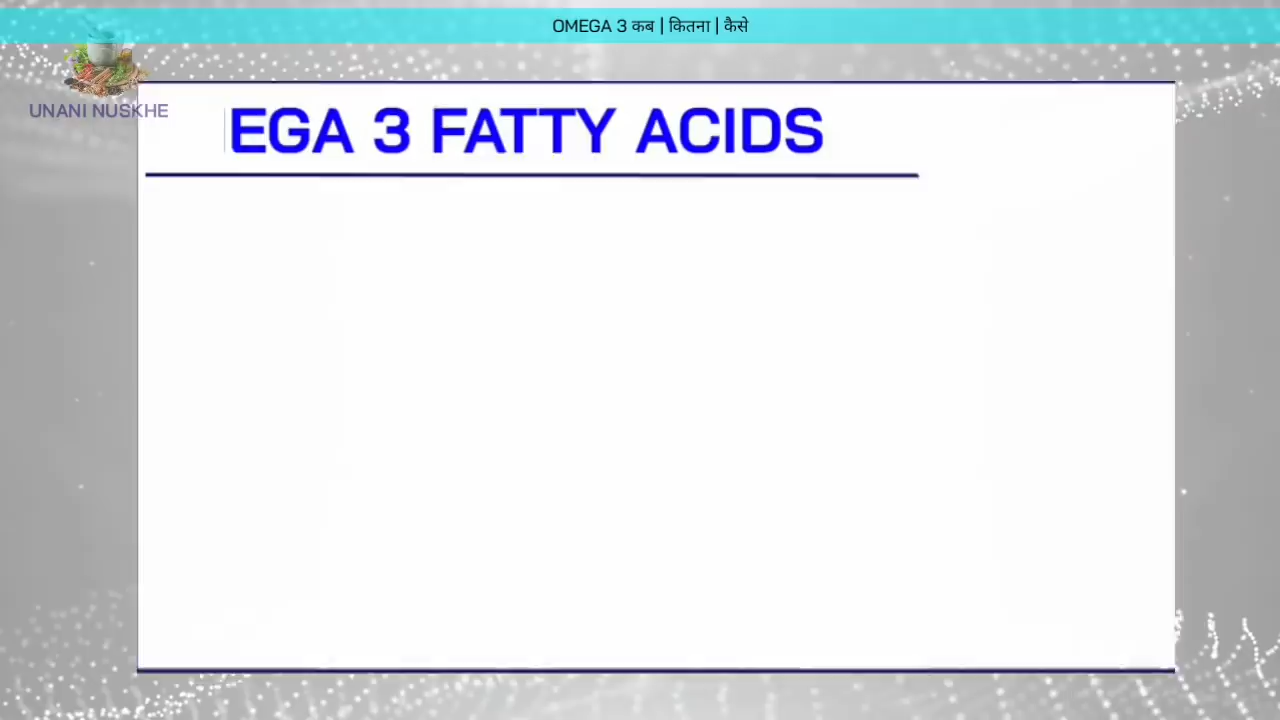 OMEGA 3 कब | कितना | कैसे
UNANI NUSKHE
EGA 3 FATTY ACIDS